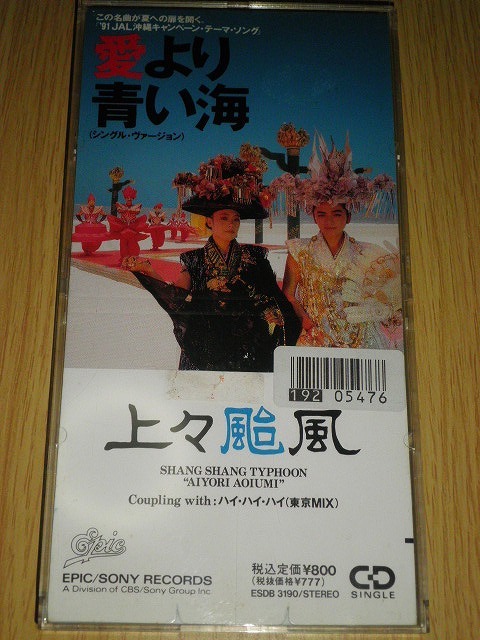 この名曲が夏への扉を開く。
「'91 JAL沖縄キャンペーン・テーマ・ソング」
愛より
青い海
(シングル・ヴァージョン)
192 05476
上々颱風
SHANG SHANG TYPHOON
“AIYORI AOIUMI”
Coupling with:ハイ・ハイ・ハイ(東京MIX)
Epic
EPIC/SONY RECORDS
A Division of CBS/Sony Group Inc
税込定価¥800
(税抜価格¥777)
ESDB 3190/STEREO
CD
SINGLE